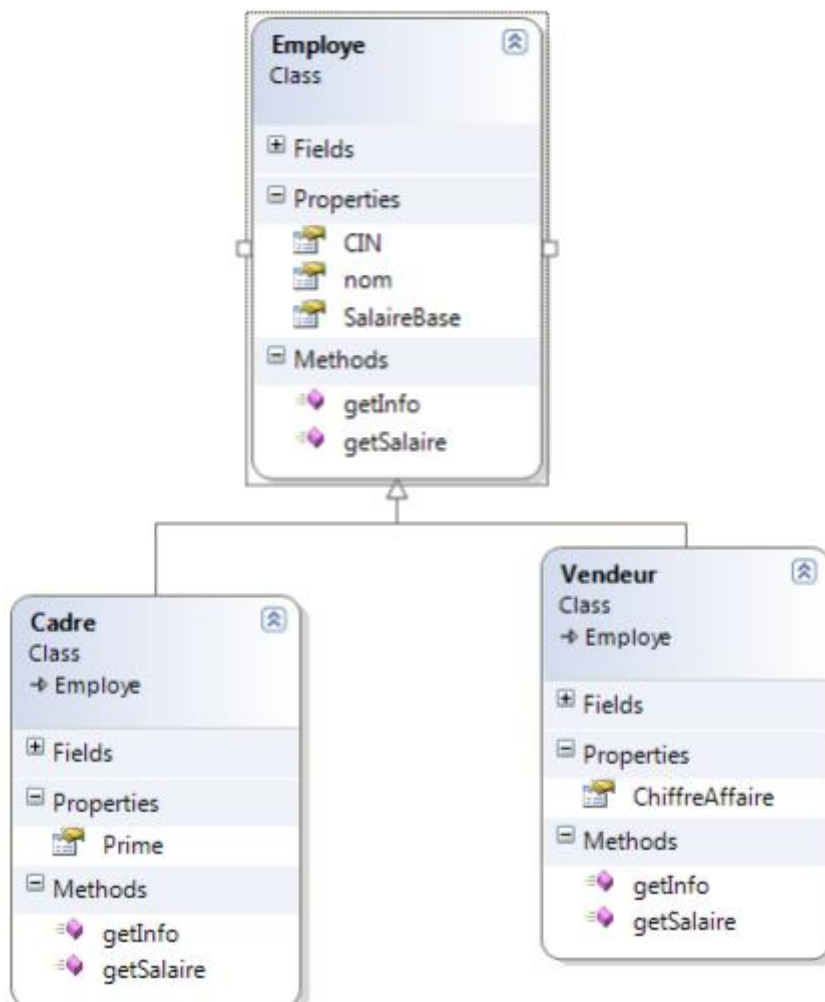 Employe
Class
Fields
Properties
CIN
nom
SalaireBase
Methods
getInfo
getSalaire
Cadre
Class
Employe
Fields
Properties
Prime
Methods
getInfo
getSalaire
Vendeur
Class
Employe
Fields
Properties
ChiffreAffaire
Methods
getInfo
getSalaire